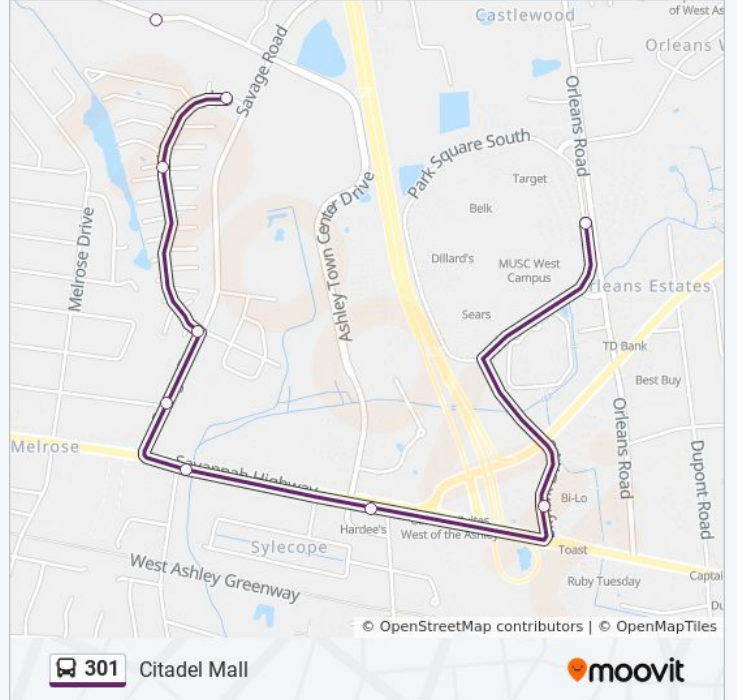 Castlewood
of West As
Orleans W
Savage Road
Orleans Road
Park Square South
Target
Belk
Melrose Drive
Ashley Town Center Drive
Dillard's
MUSC West
Campus
rleans Estates
Sears
TD Bank
Best Buy
Orleans Road
Dupont Road
Melrose
Savannah Highway
Bi-Lo
Hardee's
West of the Ashley
Sylecope
Toast
West Ashley Greenway
Ruby Tuesday
Captai
Du
© OpenStreetMap contributors | © OpenMapTiles
301 Citadel Mall
moovit